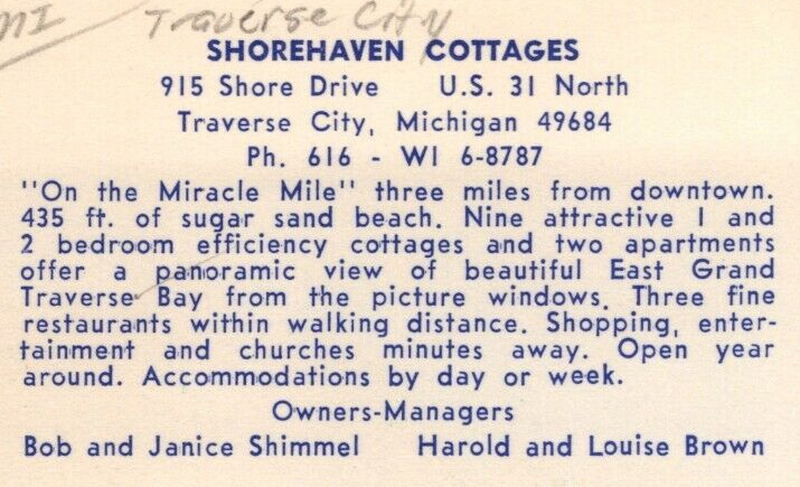 MI Traverse City
SHOREHAVEN COTTAGES
915 Shore Drive U.S. 31 North
Traverse City, Michigan 49684
Ph. 616 - WI 6-8787
"On the Miracle Mile" three miles from downtown.
435 ft. of sugar sand beach. Nine attractive 1 and
2 bedroom efficiency cottages and two apartments
offer a panoramic view of beautiful East Grand
Traverse Bay from the picture windows. Three fine
restaurants within walking distance. Shopping, enter-
tainment and churches minutes away. Open year
around. Accommodations by day or week.
Owners-Managers
Bob and Janice Shimmel Harold and Louise Brown